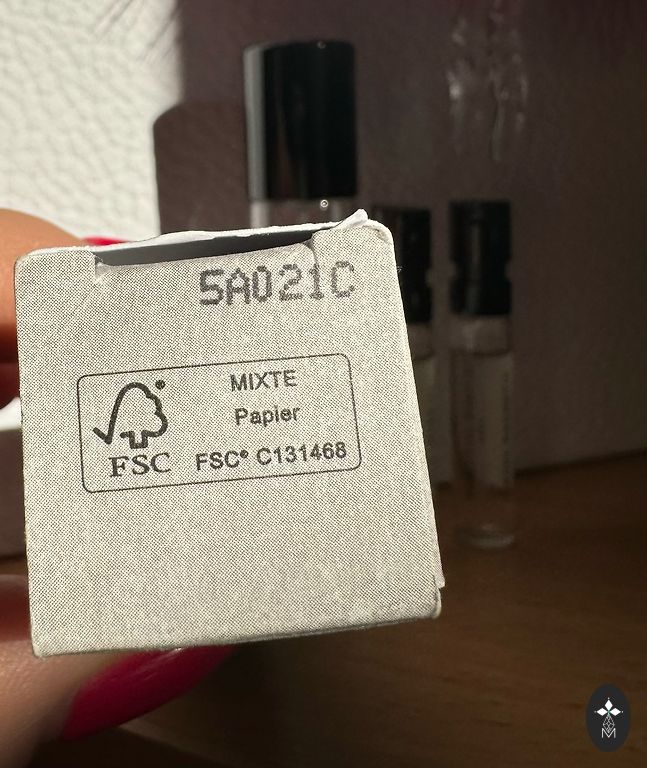 5A021C
MIXTE
Papier
FSC
FSC® C131468
M